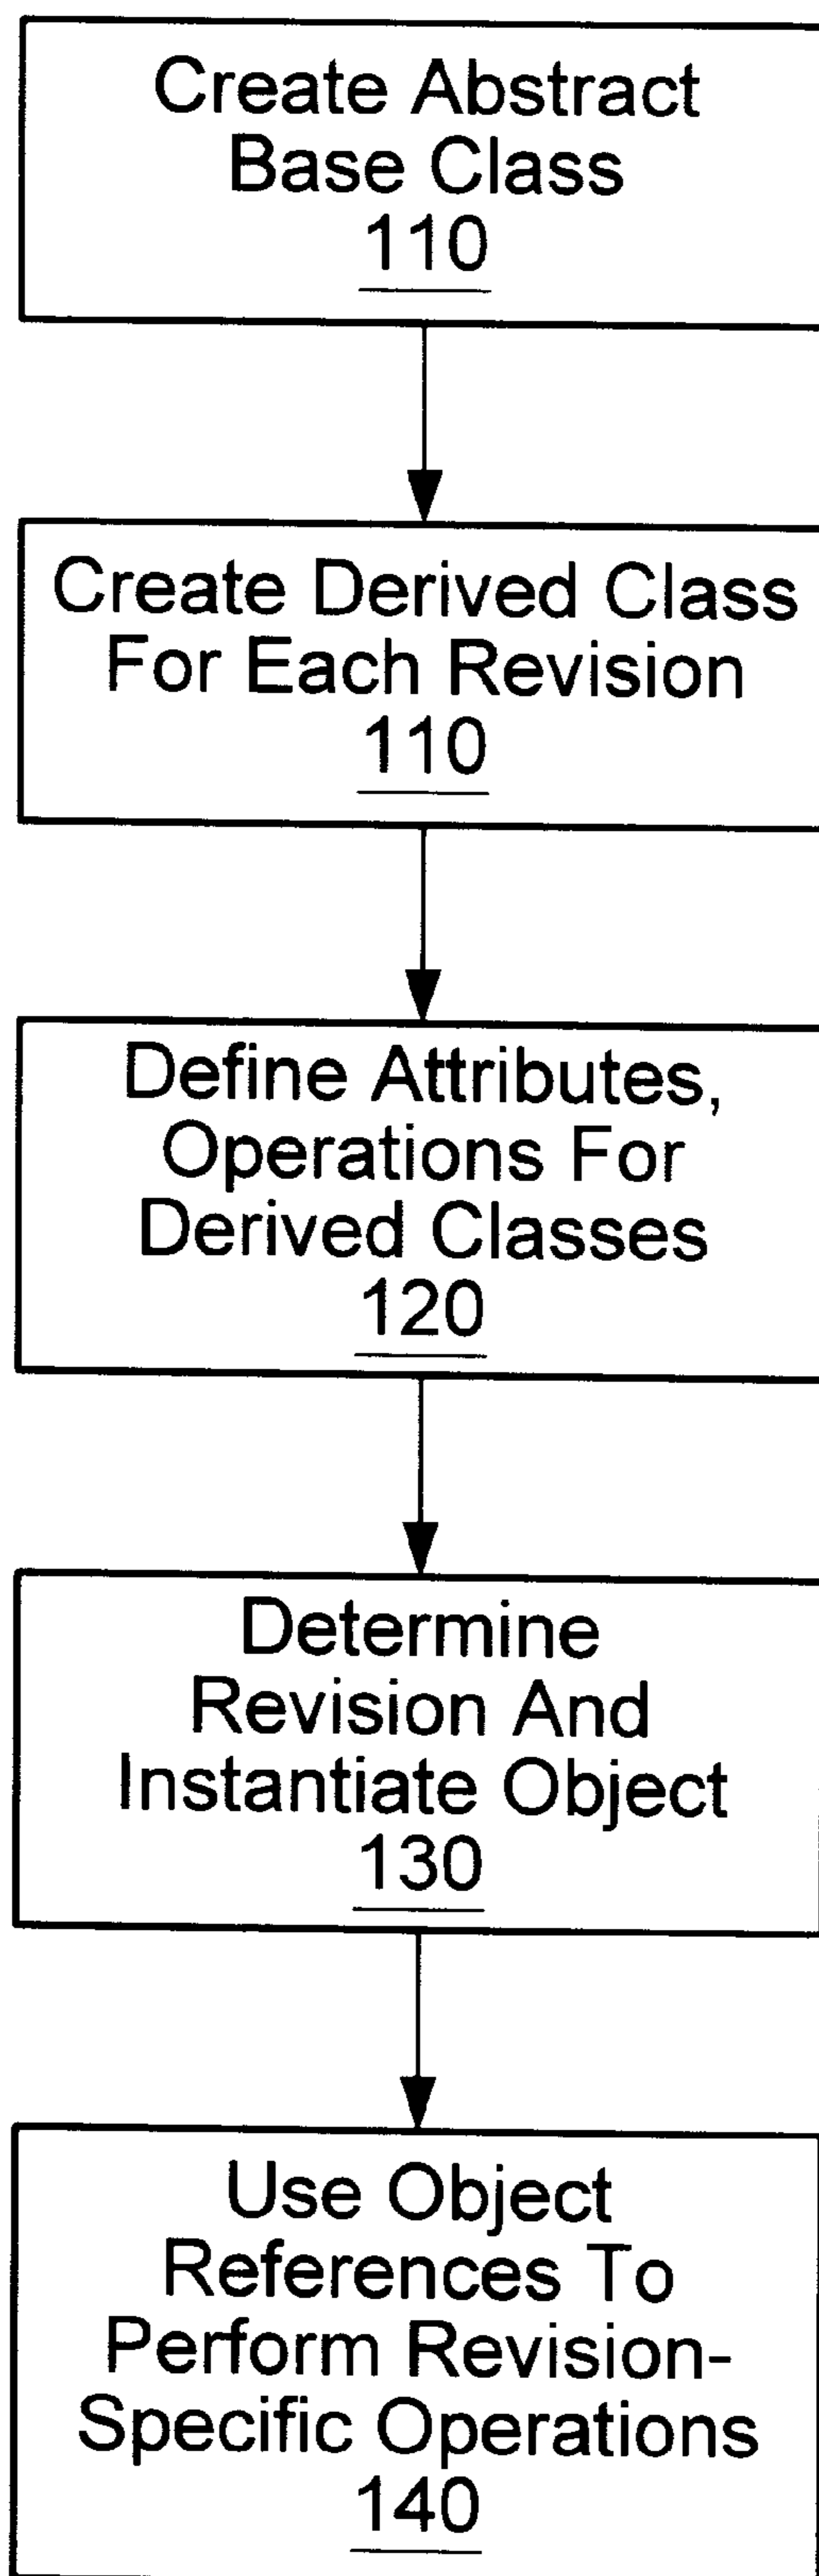 Create Abstract
Base Class
110
Create Derived Class
For Each Revision
110
Define Attributes,
Operations For
Derived Classes
120
Determine
Revision And
Instantiate Object
130
Use Object
References To
Perform Revision-
Specific Operations
140